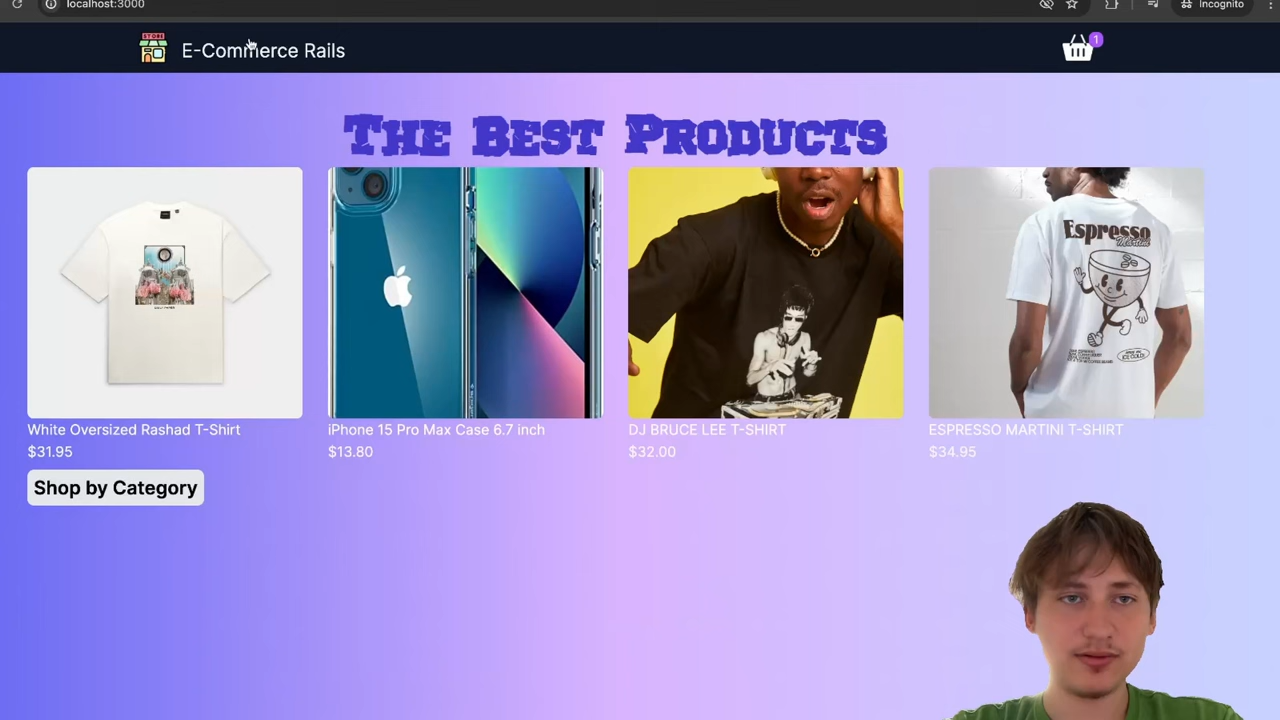 localhost:3000
Incognito
STORE
E-Commerce Rails
1
The Best Products
Espresso
Martini
White Oversized Rashad T-Shirt
iPhone 15 Pro Max Case 6.7 inch
DJ BRUCE LEE T-SHIRT
ESPRESSO MARTINI T-SHIRT
$31.95
$13.80
$32.00
$34.95
Shop by Category